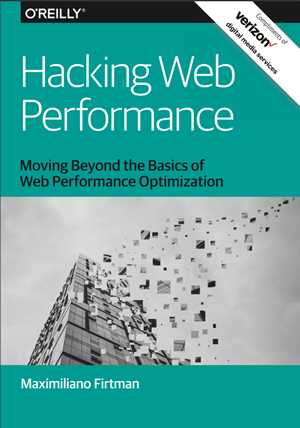 O'REILLY®
Compliments of
verizon✓
digital media services
Hacking Web
Performance
Moving Beyond the Basics of
Web Performance Optimization
Maximiliano Firtman